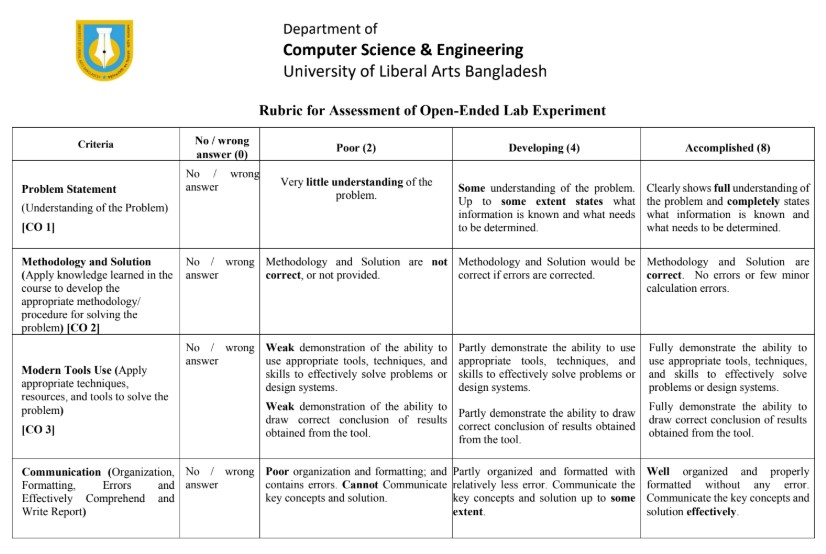 Department of
Computer Science & Engineering
University of Liberal Arts Bangladesh
Rubric for Assessment of Open-Ended Lab Experiment
Criteria
No / wrong
answer (0)
Poor (2)
Developing (4)
Accomplished (8)
Problem Statement
(Understanding of the Problem)
[CO 1]
No / wrong
answer
Very little understanding of the
problem.
Some understanding of the problem.
Up to some extent states what
information is known and what needs
to be determined.
Clearly shows full understanding of
the problem and completely states
what information is known and
what needs to be determined.
Methodology and Solution
(Apply knowledge learned in the
course to develop the
appropriate methodology/
procedure for solving the
problem) [CO 2]
No / wrong
answer
Methodology and Solution are not
correct, or not provided.
Methodology and Solution would be
correct if errors are corrected.
Methodology and Solution are
correct. No errors or few minor
calculation errors.
Modern Tools Use (Apply
appropriate techniques,
resources, and tools to solve the
problem)
[CO 3]
No / wrong
answer
Weak demonstration of the ability to
use appropriate tools, techniques, and
skills to effectively solve problems or
design systems.
Weak demonstration of the ability to
draw correct conclusion of results
obtained from the tool.
Partly demonstrate the ability to use
appropriate tools, techniques, and
skills to effectively solve problems or
design systems.
Partly demonstrate the ability to draw
correct conclusion of results obtained
from the tool.
Fully demonstrate the ability to
use appropriate tools, techniques,
and skills to effectively solve
problems or design systems.
Fully demonstrate the ability to
draw correct conclusion of results
obtained from the tool.
Communication (Organization,
Formatting, Errors and
Effectively Comprehend and
Write Report)
No / wrong
answer
Poor organization and formatting; and
contains errors. Cannot Communicate
key concepts and solution.
Partly organized and formatted with
relatively less error. Communicate the
key concepts and solution up to some
extent.
Well organized and properly
formatted without any error.
Communicate the key concepts and
solution effectively.